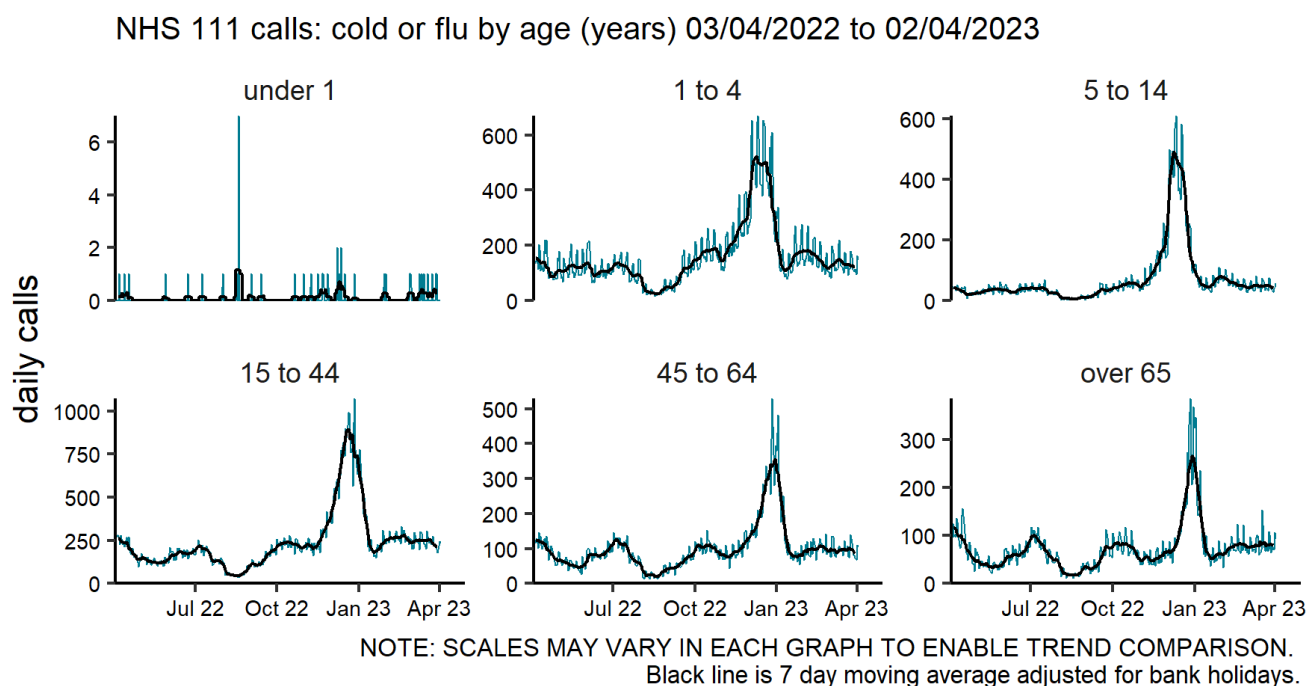 NHS 111 calls: cold or flu by age (years) 03/04/2022 to 02/04/2023
under 1
1 to 4
5 to 14
6
4
2
0
600
400
200
0
600
400
200
0
daily calls
15 to 44
45 to 64
over 65
1000
750
500
250
0
500
400
300
200
100
0
300
200
100
0
Jul 22 Oct 22 Jan 23 Apr 23
Jul 22 Oct 22 Jan 23 Apr 23
Jul 22 Oct 22 Jan 23 Apr 23
NOTE: SCALES MAY VARY IN EACH GRAPH TO ENABLE TREND COMPARISON.
Black line is 7 day moving average adjusted for bank holidays.